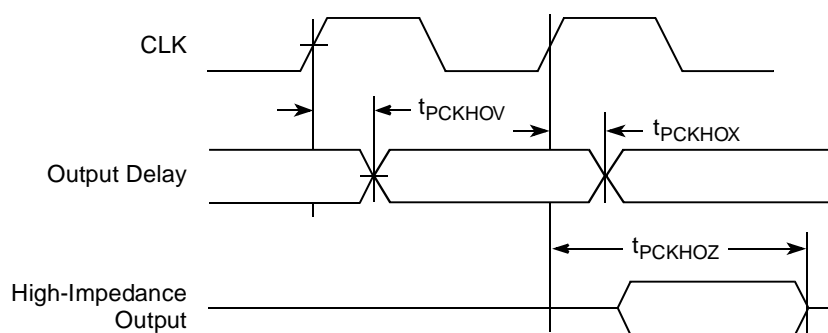 CLK
tPCKHOV
tPCKHOX
Output Delay
tPCKHOZ
High-Impedance
Output